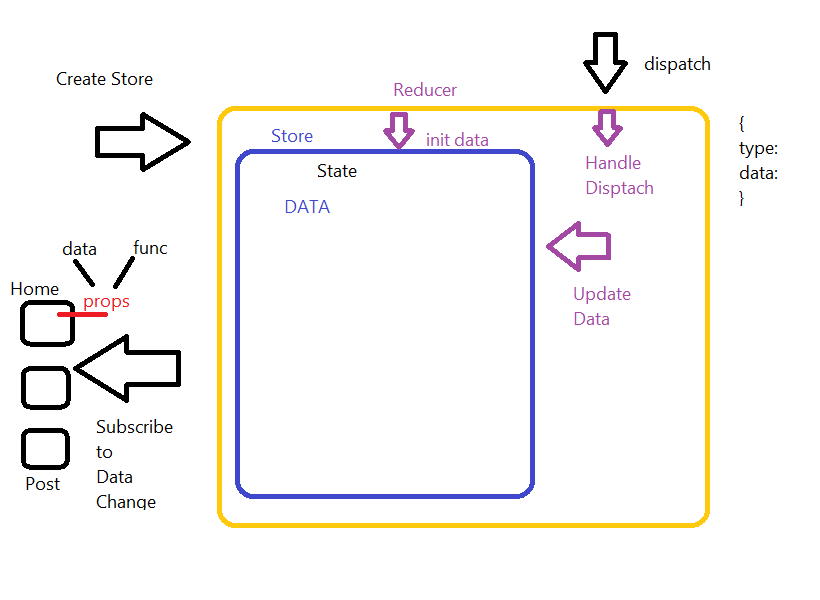 dispatch
Create Store
Reducer
{
type:
data:
}
Store
init data
Handle
Disptach
State
DATA
data
func
Home
props
Update
Data
Subscribe
to
Data
Change
Post